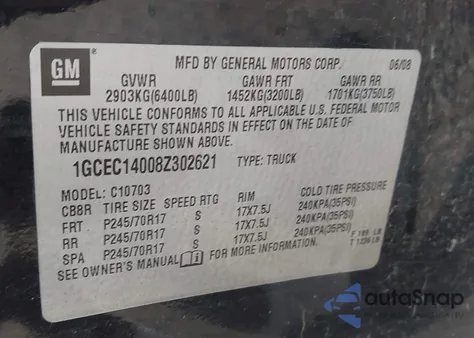 GM MFD BY GENERAL MOTORS CORP. 06/08
GVWR GAWR FRT GAWR RR
2903KG(6400LB) 1452KG(3200LB) 1701KG(3750LB)
THIS VEHICLE CONFORMS TO ALL APPLICABLE U.S. FEDERAL MOTOR
VEHICLE SAFETY STANDARDS IN EFFECT ON THE DATE OF
MANUFACTURE SHOWN ABOVE.
1GCEC14008Z302621 TYPE: TRUCK
MODEL: C10703
CB8R TIRE SIZE SPEED RTG RIM COLD TIRE PRESSURE
FRT P245/70R17 S 17X7.5J 240KPA(35PSI)
RR P245/70R17 S 17X7.5J 240KPA(35PSI)
SPA P245/70R17 S 17X7.5J 240KPA(35PSI)
SEE OWNER'S MANUAL FOR MORE INFORMATION.
autoSnap